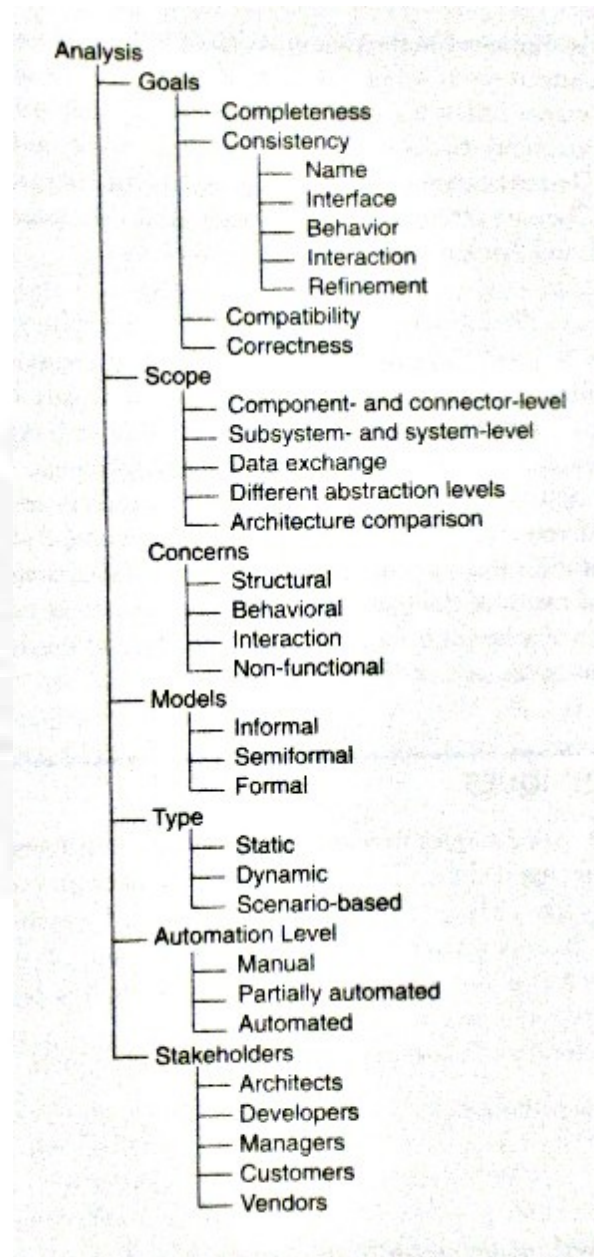 Analysis
Goals
Completeness
Consistency
Name
Interface
Behavior
Interaction
Refinement
Compatibility
Correctness
Scope
Component- and connector-level
Subsystem- and system-level
Data exchange
Different abstraction levels
Architecture comparison
Concerns
Structural
Behavioral
Interaction
Non-functional
Models
Informal
Semiformal
Formal
Type
Static
Dynamic
Scenario-based
Automation Level
Manual
Partially automated
Automated
Stakeholders
Architects
Developers
Managers
Customers
Vendors